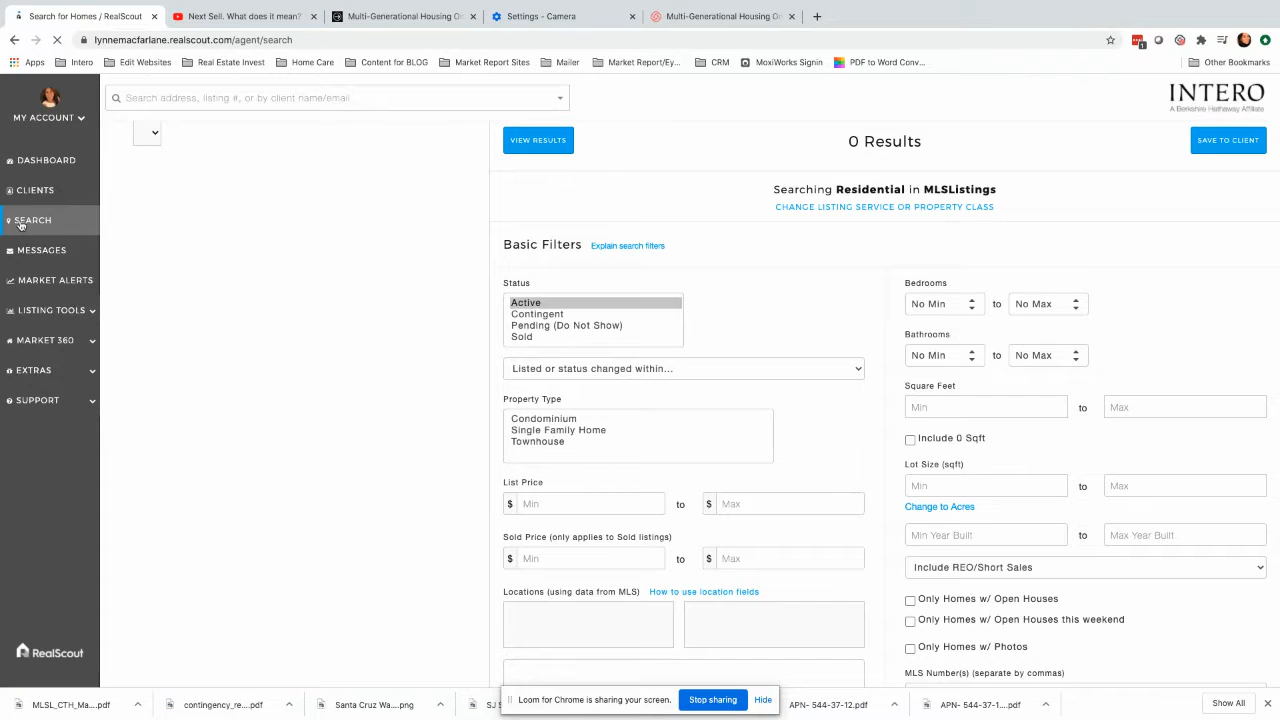 Search for Homes / RealScout
Next Sell. What does it mean?
Multi-Generational Housing O
Settings - Camera
Multi-Generational Housing O
lynnemacfarlane.realscout.com/agent/search
Apps
Intero
Edit Websites
Real Estate Invest
Home Care
Content for BLOG
Market Report Sites
Mailer
Market Report/Ey...
CRM
MoxiWorks Signin
PDF to Word Conv...
Other Bookmarks
MY ACCOUNT
DASHBOARD
CLIENTS
SEARCH
MESSAGES
MARKET ALERTS
LISTING TOOLS
MARKET 360
EXTRAS
SUPPORT
RealScout
Search address, listing #, or by client name/email
INTERO
A Berkshire Hathaway Affiliate
VIEW RESULTS
0 Results
SAVE TO CLIENT
Searching Residential in MLSListings
CHANGE LISTING SERVICE OR PROPERTY CLASS
Basic Filters
Explain search filters
Status
Active
Contingent
Pending (Do Not Show)
Sold
Listed or status changed within...
Property Type
Condominium
Single Family Home
Townhouse
List Price
$ Min to $ Max
Sold Price (only applies to Sold listings)
$ Min to $ Max
Locations (using data from MLS)
How to use location fields
Bedrooms
No Min to No Max
Bathrooms
No Min to No Max
Square Feet
Min to Max
Include 0 Sqft
Lot Size (sqft)
Min to Max
Change to Acres
Min Year Built to Max Year Built
Include REO/Short Sales
Only Homes w/ Open Houses
Only Homes w/ Open Houses this weekend
Only Homes w/ Photos
MLS Number(s) (separate by commas)
Loom for Chrome is sharing your screen.
Stop sharing
Hide
MLSL_CTH_Ma....pdf
contingency_re....pdf
Santa Cruz Wa....png
SJ S
APN- 544-37-12.pdf
APN- 544-37-1....pdf
Show All